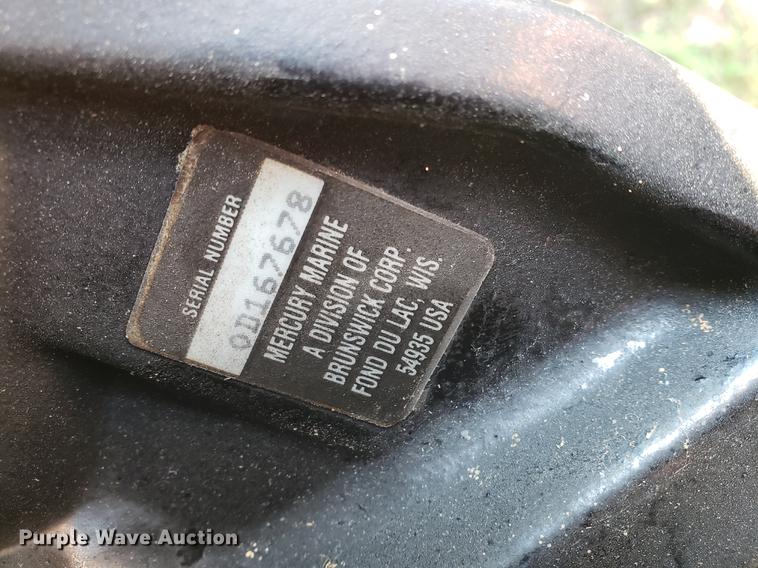 SERIAL NUMBER
0D167678
MERCURY MARINE
A DIVISION OF
BRUNSWICK CORP.
FOND DU LAC, WIS.
54935 USA
Purple Wave Auction